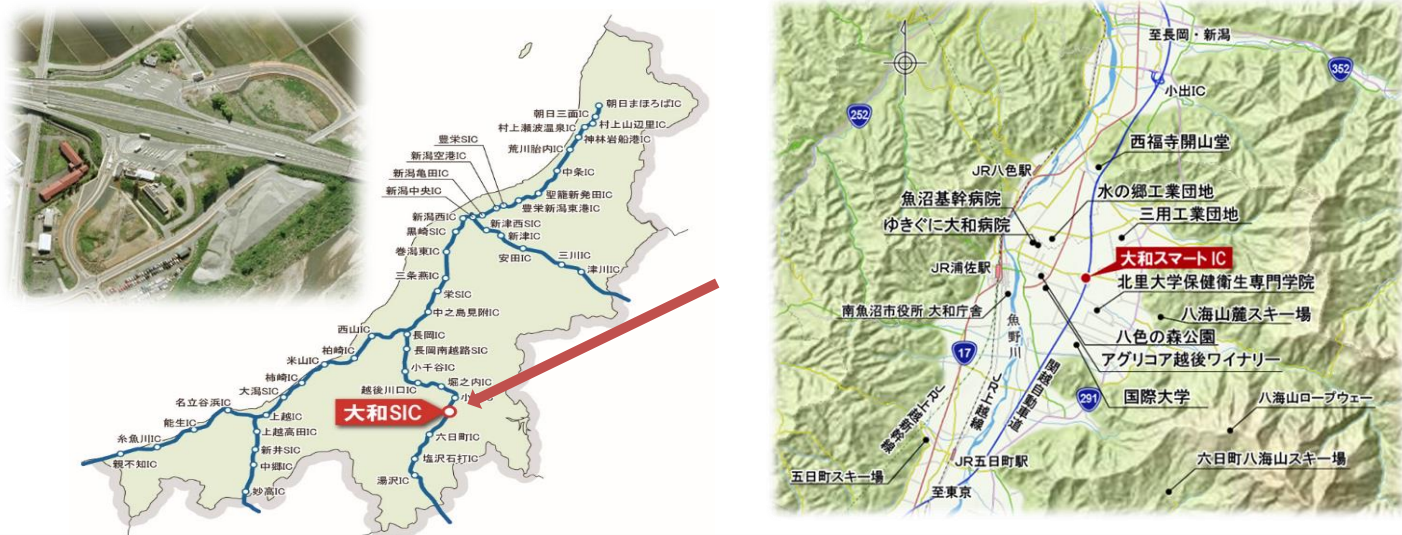 朝日まほろばIC
朝日三面IC
村上山辺里IC
村上瀬波温泉IC
神林岩船港IC
豊栄SIC
荒川胎内IC
新潟空港IC
中条IC
新潟亀田IC
聖籠新発田IC
新潟中央IC
豊栄新潟東港IC
新潟西IC
新津西SIC
黒崎SIC
新津IC
巻潟東IC
安田IC
三川IC
津川IC
三条燕IC
栄SIC
中之島見附IC
西山IC
長岡IC
柏崎IC
長岡南越路SIC
米山IC
小千谷IC
柿崎IC
越後川口IC
堀之内IC
大潟SIC
名立谷浜IC
大和SIC
上越IC
能生IC
上越高田IC
六日町IC
糸魚川IC
新井SIC
塩沢石打IC
親不知IC
中郷IC
湯沢IC
妙高IC
至長岡・新潟
352
小出IC
252
西福寺開山堂
JR八色駅
水の郷工業団地
魚沼基幹病院
三用工業団地
ゆきぐに大和病院
大和スマートIC
JR浦佐駅
北里大学保健衛生専門学院
南魚沼市役所 大和庁舎
八海山麓スキー場
魚野川
八色の森公園
17
アグリコア越後ワイナリー
関越自動車道
JR上越線
JR上越新幹線
291
国際大学
八海山ロープウェー
JR五日町駅
六日町八海山スキー場
五日町スキー場
至東京